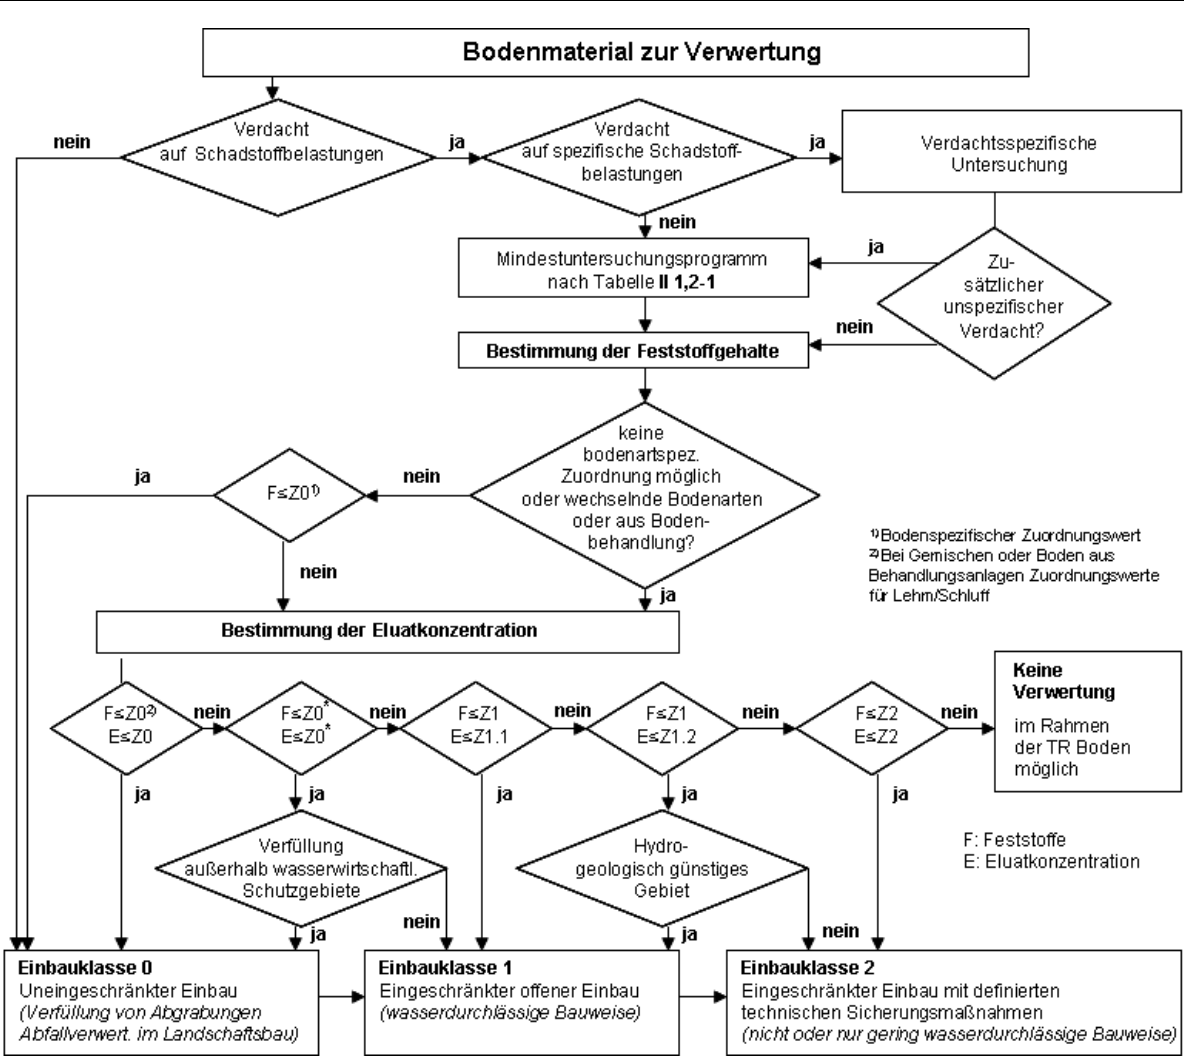 Bodenmaterial zur Verwertung
nein
Verdacht
auf Schadstoffbelastungen
ja
Verdacht
auf spezifische Schadstoff-
belastungen
ja
Verdachtsspezifische
Untersuchung
nein
Mindestuntersuchungsprogramm
nach Tabelle II 1,2-1
ja
Zu-
sätzlicher
unspezifischer
Verdacht?
nein
Bestimmung der Feststoffgehalte
keine
bodenartspez.
Zuordnung möglich
oder wechselnde Bodenarten
oder aus Boden-
behandlung?
nein
F≤Z0¹⁾
ja
nein
ja
¹⁾Bodenspezifischer Zuordnungswert
²⁾Bei Gemischen oder Boden aus
Behandlungsanlagen Zuordnungswerte
für Lehm/Schluff
Bestimmung der Eluatkonzentration
F≤Z0²⁾
E≤Z0
nein
F≤Z0*
E≤Z0*
nein
F≤Z1
E≤Z1.1
nein
F≤Z1
E≤Z1.2
nein
F≤Z2
E≤Z2
nein
Keine
Verwertung
im Rahmen
der TR Boden
möglich
ja
ja
ja
ja
ja
Verfüllung
außerhalb wasserwirtschaftl.
Schutzgebiete
nein
ja
Hydro-
geologisch günstiges
Gebiet
nein
ja
F: Feststoffe
E: Eluatkonzentration
Einbauklasse 0
Uneingeschränkter Einbau
(Verfüllung von Abgrabungen
Abfallverwert. im Landschaftsbau)
Einbauklasse 1
Eingeschränkter offener Einbau
(wasserdurchlässige Bauweise)
Einbauklasse 2
Eingeschränkter Einbau mit definierten
technischen Sicherungsmaßnahmen
(nicht oder nur gering wasserdurchlässige Bauweise)